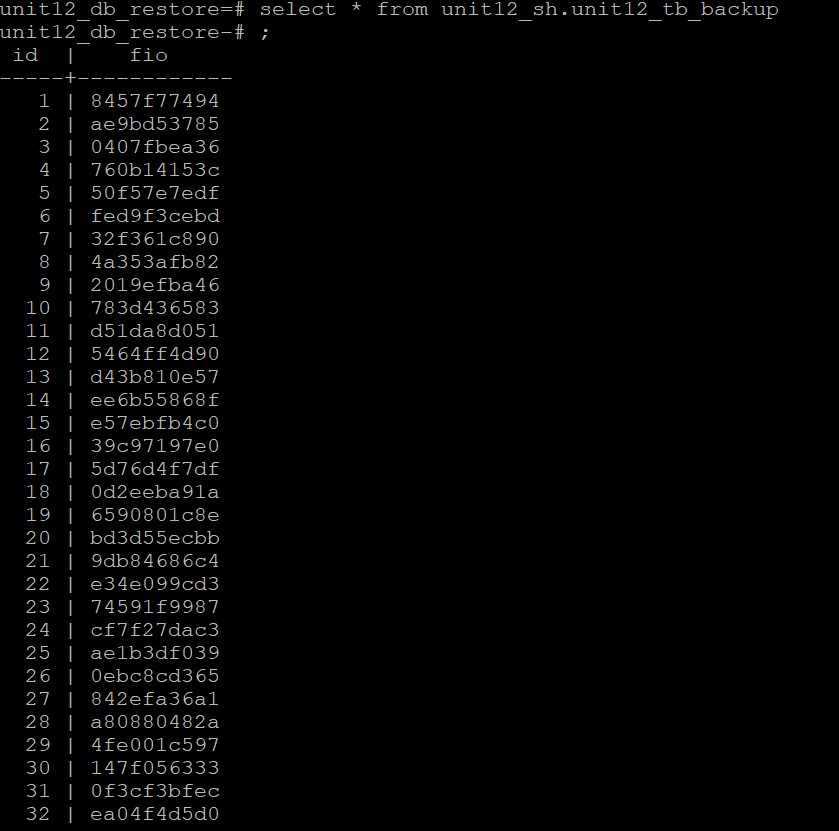 unit12_db_restore=# select * from unit12_sh.unit12_tb_backup
unit12_db_restore-# ;
 id  |    fio
-----+------------
   1 | 8457f77494
   2 | ae9bd53785
   3 | 0407fbea36
   4 | 760b14153c
   5 | 50f57e7edf
   6 | fed9f3cebd
   7 | 32f361c890
   8 | 4a353afb82
   9 | 2019efba46
  10 | 783d436583
  11 | d51da8d051
  12 | 5464ff4d90
  13 | d43b810e57
  14 | ee6b55868f
  15 | e57ebfb4c0
  16 | 39c97197e0
  17 | 5d76d4f7df
  18 | 0d2eeba91a
  19 | 6590801c8e
  20 | bd3d55ecbb
  21 | 9db84686c4
  22 | e34e099cd3
  23 | 74591f9987
  24 | cf7f27dac3
  25 | ae1b3df039
  26 | 0ebc8cd365
  27 | 842efa36a1
  28 | a80880482a
  29 | 4fe001c597
  30 | 147f056333
  31 | 0f3cf3bfec
  32 | ea04f4d5d0